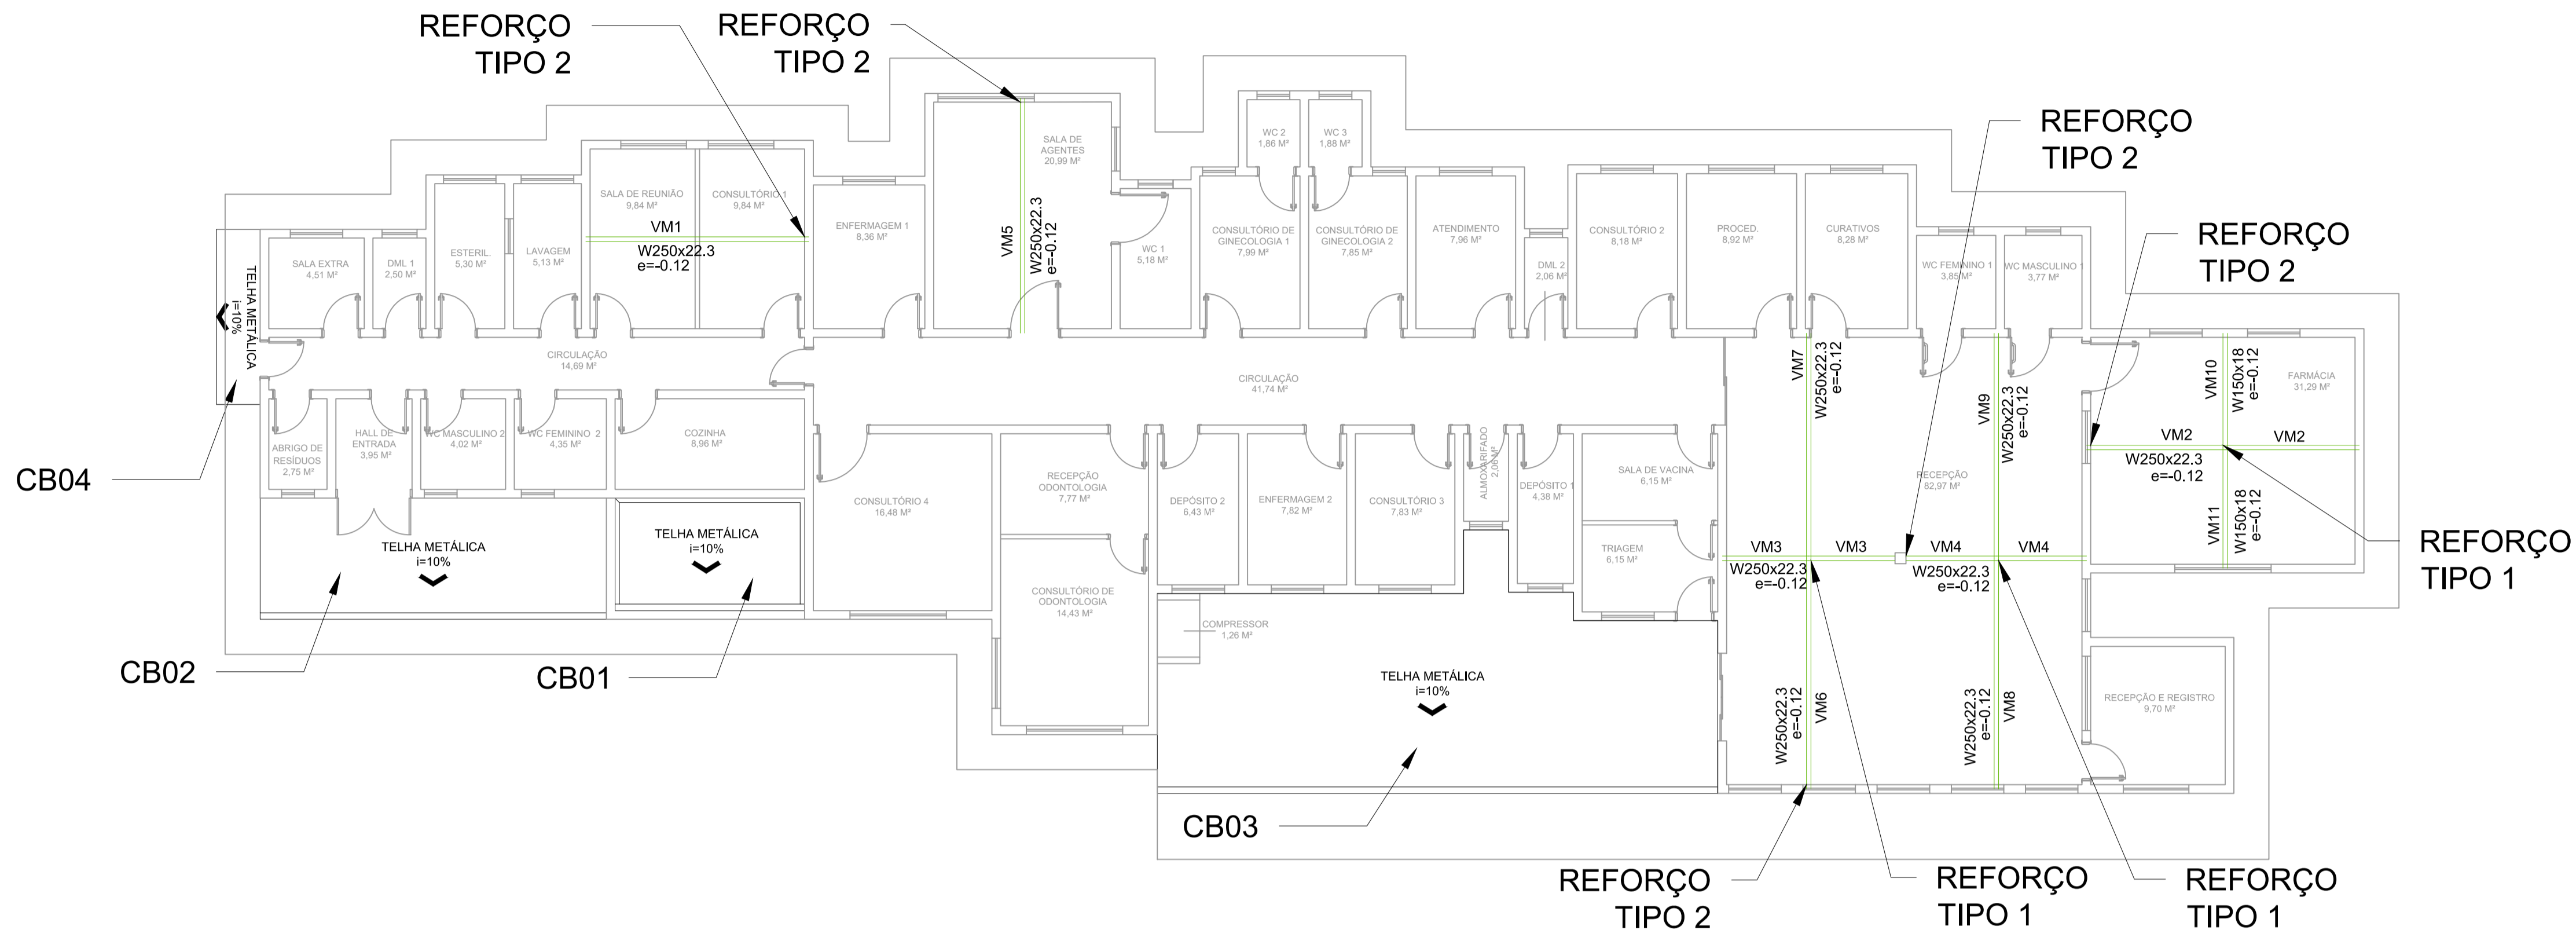 REFORÇO
TIPO 2
REFORÇO
TIPO 2
REFORÇO
TIPO 2
REFORÇO
TIPO 2
REFORÇO
TIPO 1
WC 2
1,86 M²
WC 3
1,88 M²
SALA DE
AGENTES
20,99 M²
SALA DE REUNIÃO
9,84 M²
CONSULTÓRIO 1
9,84 M²
VM1
W250x22.3
e=-0.12
ENFERMAGEM 1
8,36 M²
VM5
W250x22.3
e=-0.12
WC 1
5,18 M²
CONSULTÓRIO DE
GINECOLOGIA 1
7,99 M²
CONSULTÓRIO DE
GINECOLOGIA 2
7,85 M²
ATENDIMENTO
7,96 M²
DML 2
2,06 M²
CONSULTÓRIO 2
8,18 M²
PROCED.
8,92 M²
CURATIVOS
8,28 M²
WC FEMININO 1
3,85 M²
WC MASCULINO 1
3,77 M²
TELHA METÁLICA
i=10%
SALA EXTRA
4,51 M²
DML 1
2,50 M²
ESTERIL.
5,30 M²
LAVAGEM
5,13 M²
CIRCULAÇÃO
14,69 M²
CIRCULAÇÃO
41,74 M²
VM7
W250x22.3
e=-0.12
VM9
W250x22.3
e=-0.12
VM10
W150x18
e=-0.12
FARMÁCIA
31,29 M²
VM2
VM2
W250x22.3
e=-0.12
VM11
W150x18
e=-0.12
CB04
ABRIGO DE
RESÍDUOS
2,75 M²
HALL DE
ENTRADA
3,95 M²
WC MASCULINO 2
4,02 M²
WC FEMININO 2
4,35 M²
COZINHA
8,96 M²
CONSULTÓRIO 4
16,48 M²
RECEPÇÃO
ODONTOLOGIA
7,77 M²
DEPÓSITO 2
6,43 M²
ENFERMAGEM 2
7,82 M²
CONSULTÓRIO 3
7,83 M²
ALMOXARIFADO
2,06 M²
DEPÓSITO 1
4,38 M²
SALA DE VACINA
6,15 M²
RECEPÇÃO
82,97 M²
TRIAGEM
6,15 M²
VM3
VM3
VM4
VM4
W250x22.3
e=-0.12
W250x22.3
e=-0.12
TELHA METÁLICA
i=10%
TELHA METÁLICA
i=10%
CONSULTÓRIO DE
ODONTOLOGIA
14,43 M²
COMPRESSOR
1,26 M²
TELHA METÁLICA
i=10%
CB02
CB01
CB03
W250x22.3
e=-0.12
VM6
W250x22.3
e=-0.12
VM8
RECEPÇÃO E REGISTRO
9,70 M²
REFORÇO
TIPO 2
REFORÇO
TIPO 1
REFORÇO
TIPO 1